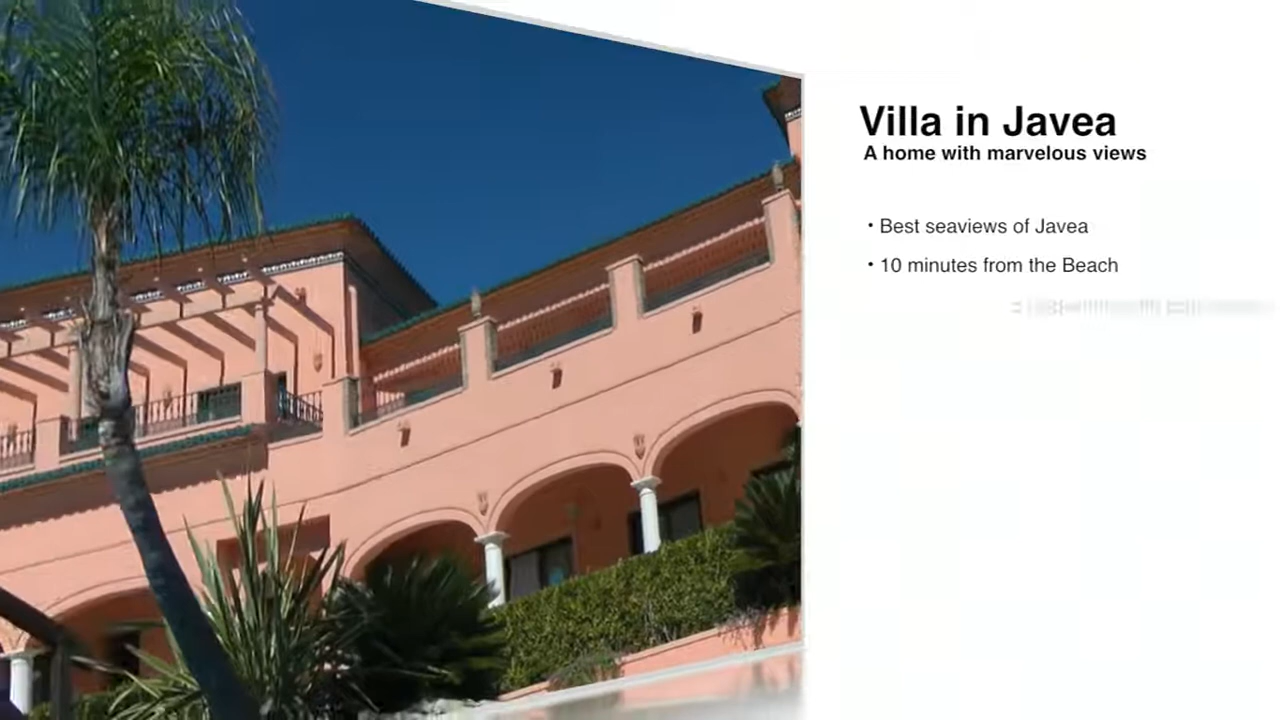 Villa in Javea
A home with marvelous views
• Best seaviews of Javea
• 10 minutes from the Beach